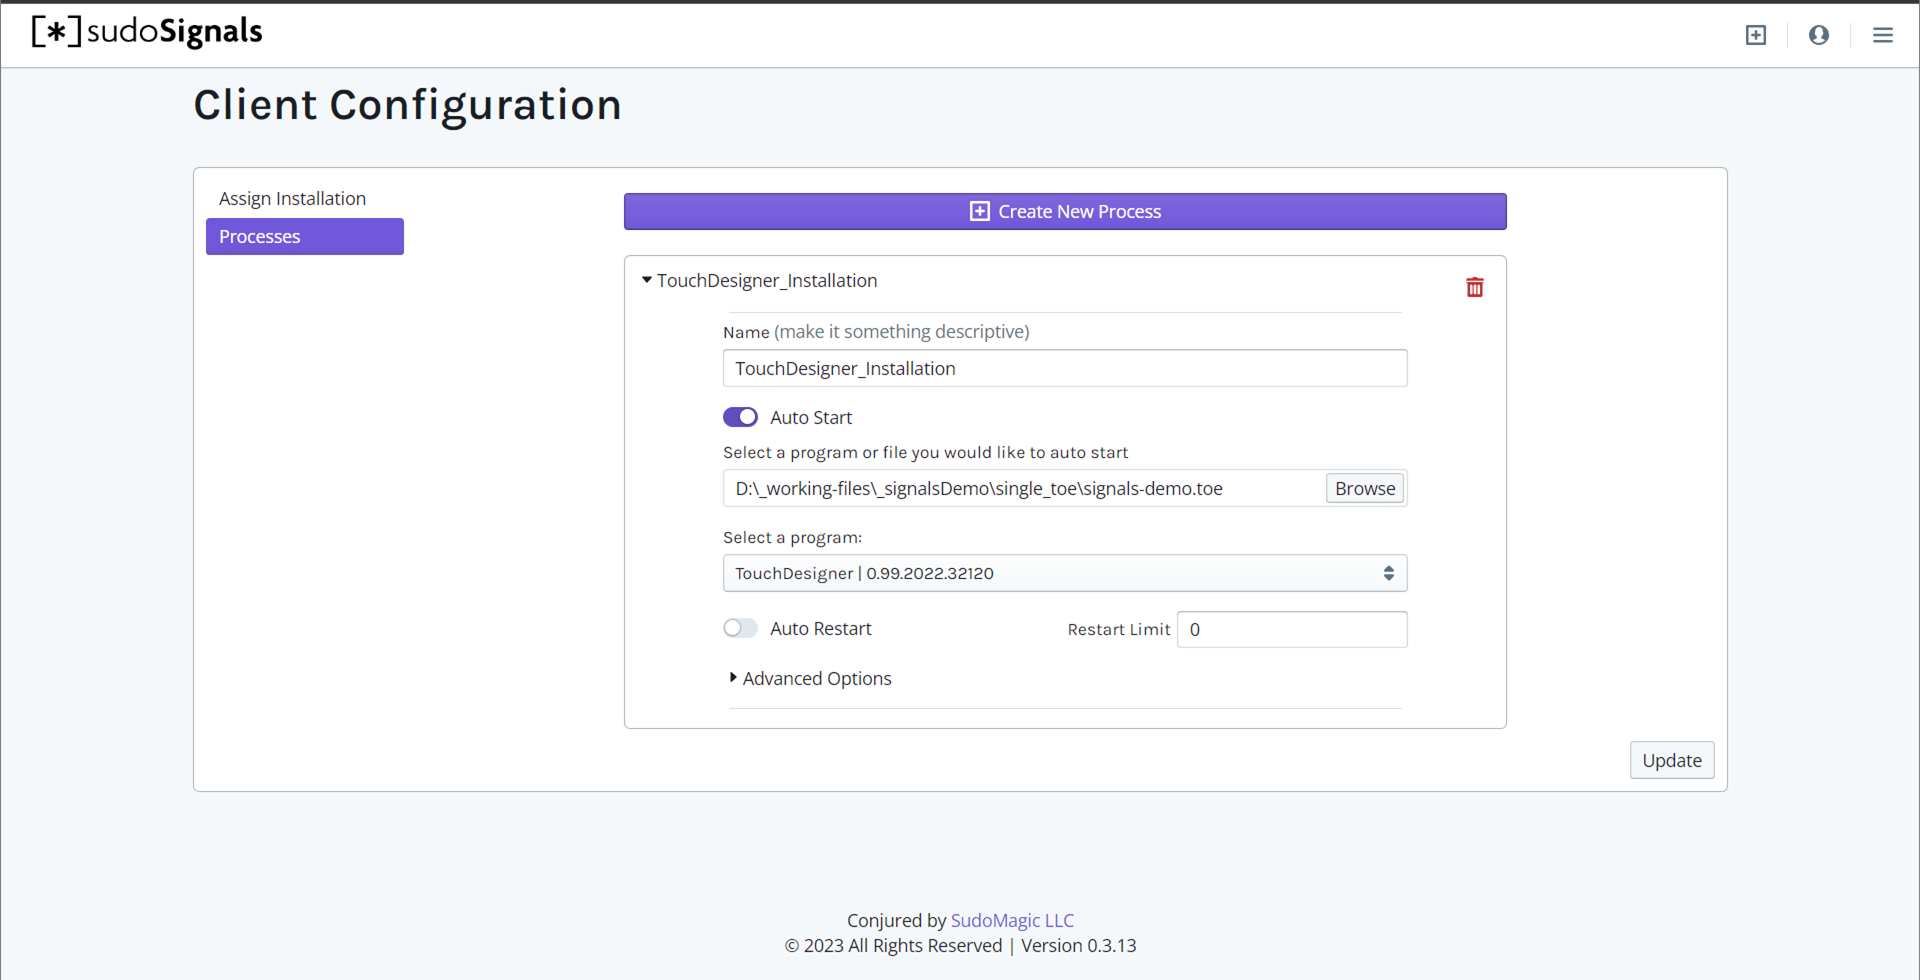 [*]sudoSignals
Client Configuration
Assign Installation
Processes
Create New Process
TouchDesigner_Installation
Name (make it something descriptive)
TouchDesigner_Installation
Auto Start
Select a program or file you would like to auto start
D:\_working-files\_signalsDemo\single_toe\signals-demo.toe
Browse
Select a program:
TouchDesigner | 0.99.2022.32120
Auto Restart
Restart Limit 0
Advanced Options
Update
Conjured by SudoMagic LLC
© 2023 All Rights Reserved | Version 0.3.13